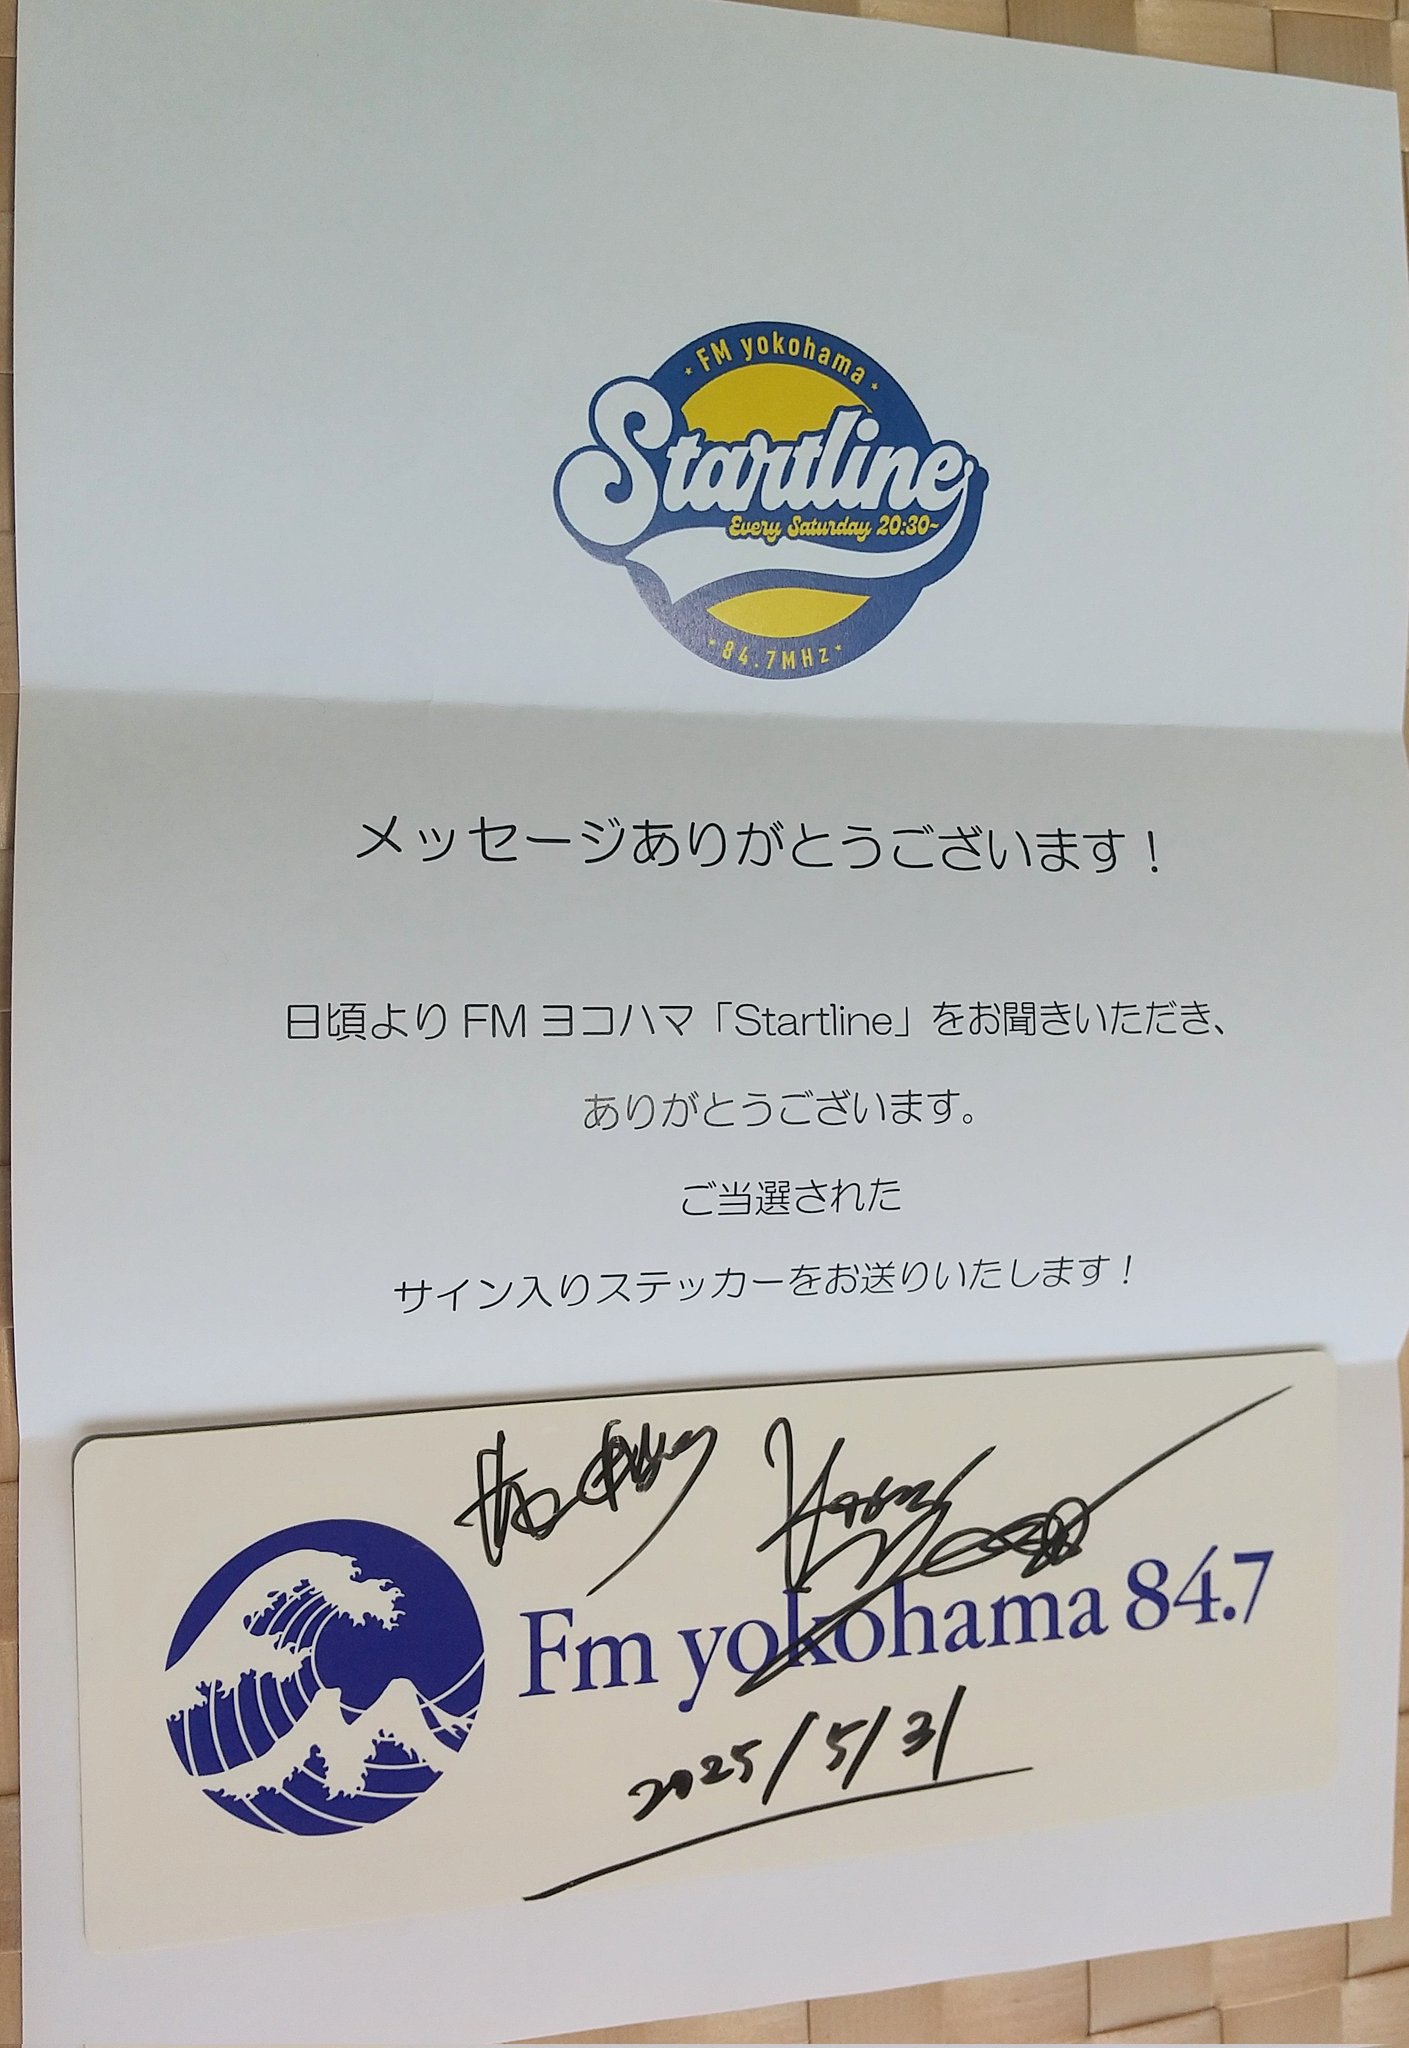 FM yokohama
Startline
Every Saturday 20:30~
84.7MHz
メッセージありがとうございます！
日頃より FM ヨコハマ「Startline」をお聞きいただき、
ありがとうございます。
ご当選された
サイン入りステッカーをお送りいたします！
Fm yokohama 84.7
2025/5/31